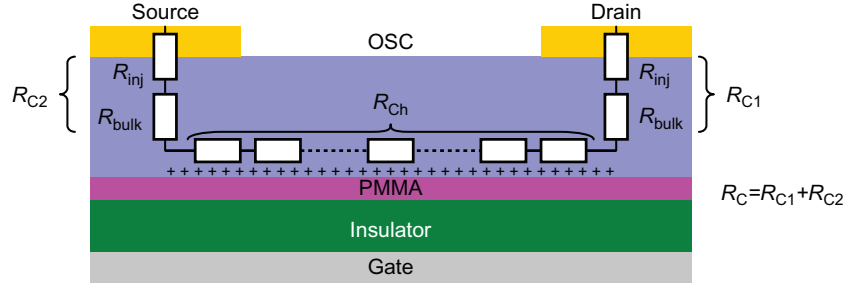 Source
Drain
OSC
R_inj
R_inj
R_C2
R_Ch
R_C1
R_bulk
R_bulk
+ + + + + + + + + + + + + + + + + + + + + + + + + + + + + + + + + +
PMMA
R_C=R_C1+R_C2
Insulator
Gate